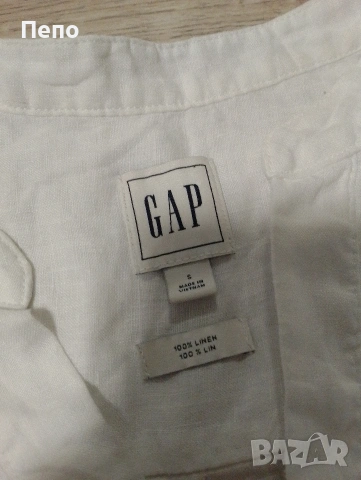 Пепо
GAP
S
MADE IN
VIETNAM
100% LINEN
100 % LIN
BAZAR